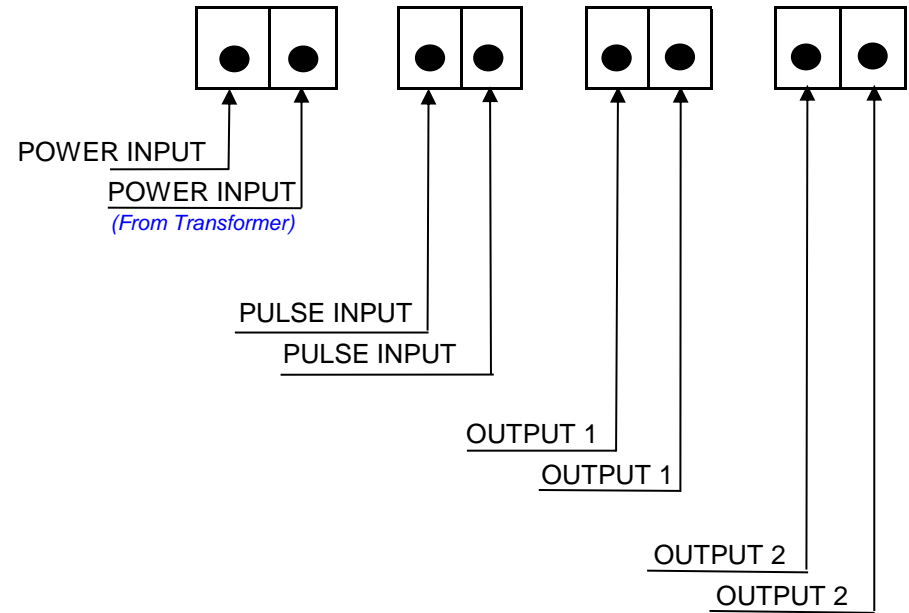 POWER INPUT
POWER INPUT
(From Transformer)
PULSE INPUT
PULSE INPUT
OUTPUT 1
OUTPUT 1
OUTPUT 2
OUTPUT 2